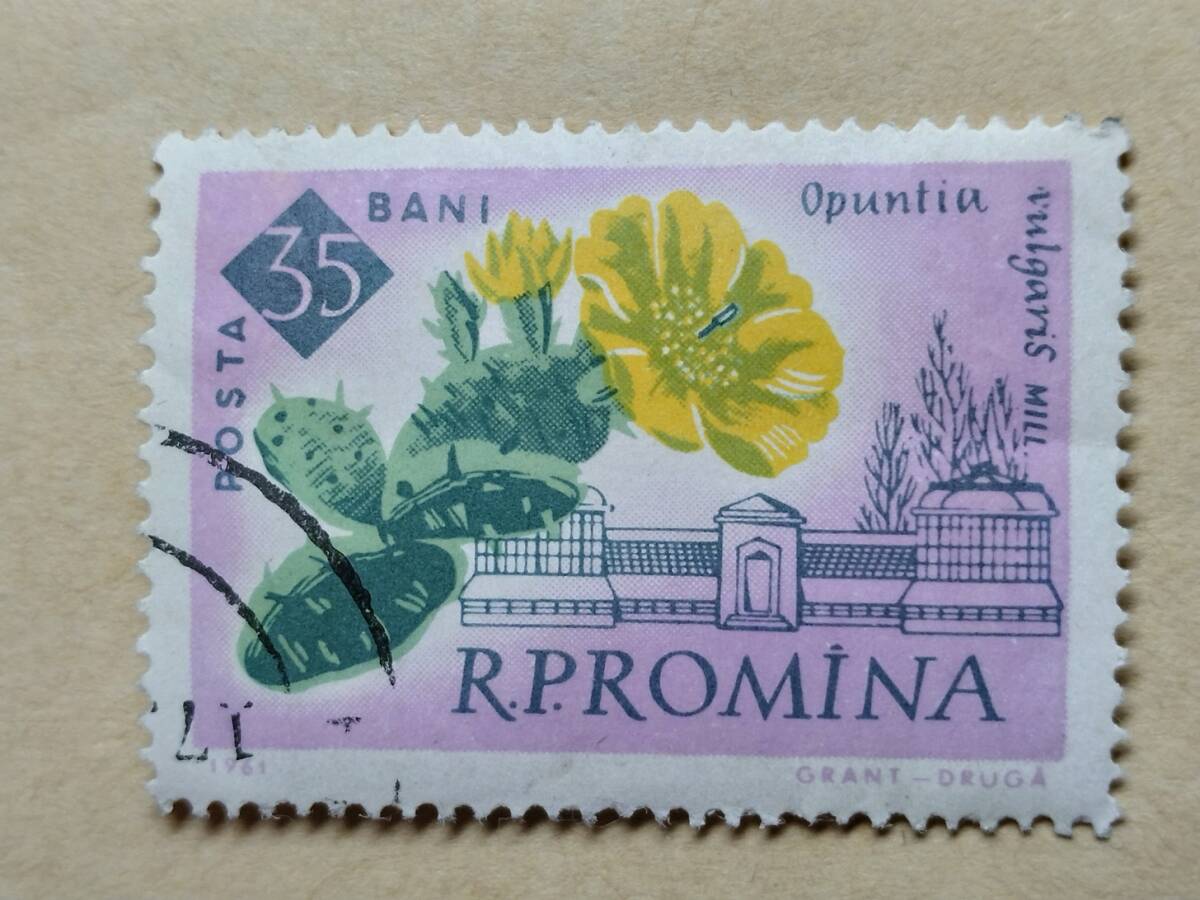 35 BANI
POSTA
Opuntia
vulgaris MILL.
R.P.ROMÎNA
1961
GRANT – DRUGĂ